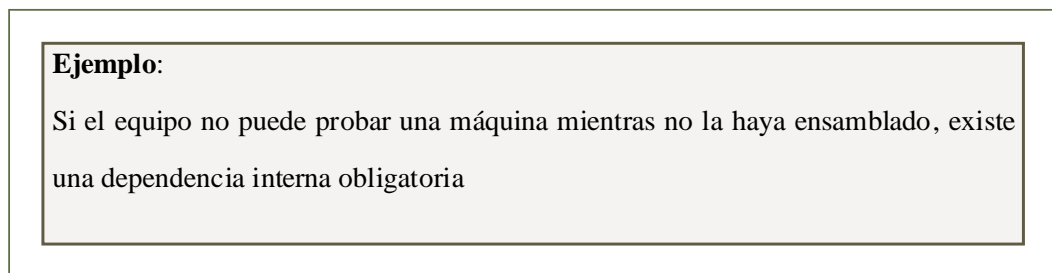 Ejemplo:
Si el equipo no puede probar una máquina mientras no la haya ensamblado, existe
una dependencia interna obligatoria